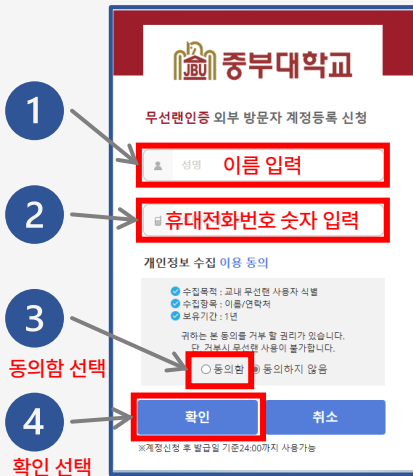 JBU 중부대학교
무선랜인증 외부 방문자 계정등록 신청
1
성명 이름 입력
2
휴대전화번호 숫자 입력
개인정보 수집 이용 동의
수집목적 : 교내 무선랜 사용자 식별
수집항목 : 이름/연락처
보유기간 : 1년
귀하는 본 동의를 거부 할 권리가 있습니다.
단, 거부시 무선랜 사용이 불가합니다.
3
동의함 선택
동의함 동의하지 않음
4
확인 선택
확인 취소
※계정신청 후 발급일 기준24:00까지 사용가능